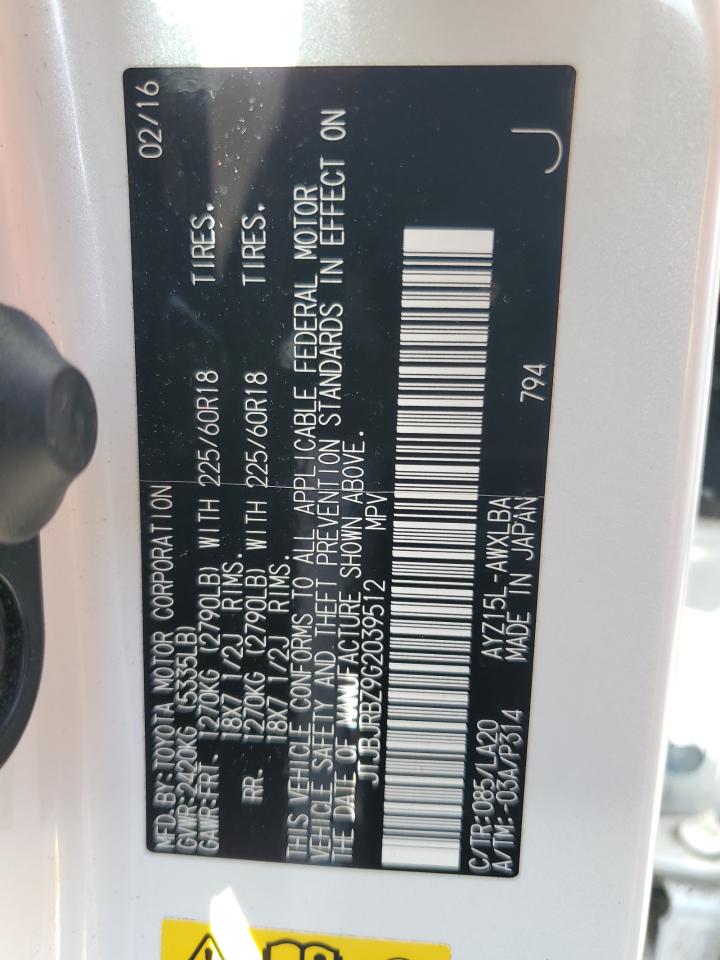 MFD.BY:TOYOTA MOTOR CORPORATION 02/16
GVWR:2420KG (5335LB)
GAWR:FRT. 1270KG (2790LB) WITH 225/60R18 TIRES.
18X7 1/2J RIMS.
RR. 1270KG (2790LB) WITH 225/60R18 TIRES.
18X7 1/2J RIMS.
THIS VEHICLE CONFORMS TO ALL APPLICABLE FEDERAL MOTOR
VEHICLE SAFETY AND THEFT PREVENTION STANDARDS IN EFFECT ON
THE DATE OF MANUFACTURE SHOWN ABOVE.
JTJBJRBZ9G2039512 MPV
C/TR:085/LA20 AYZ15L-AWXLBA
A/TM:-03A/P314 MADE IN JAPAN 794 J